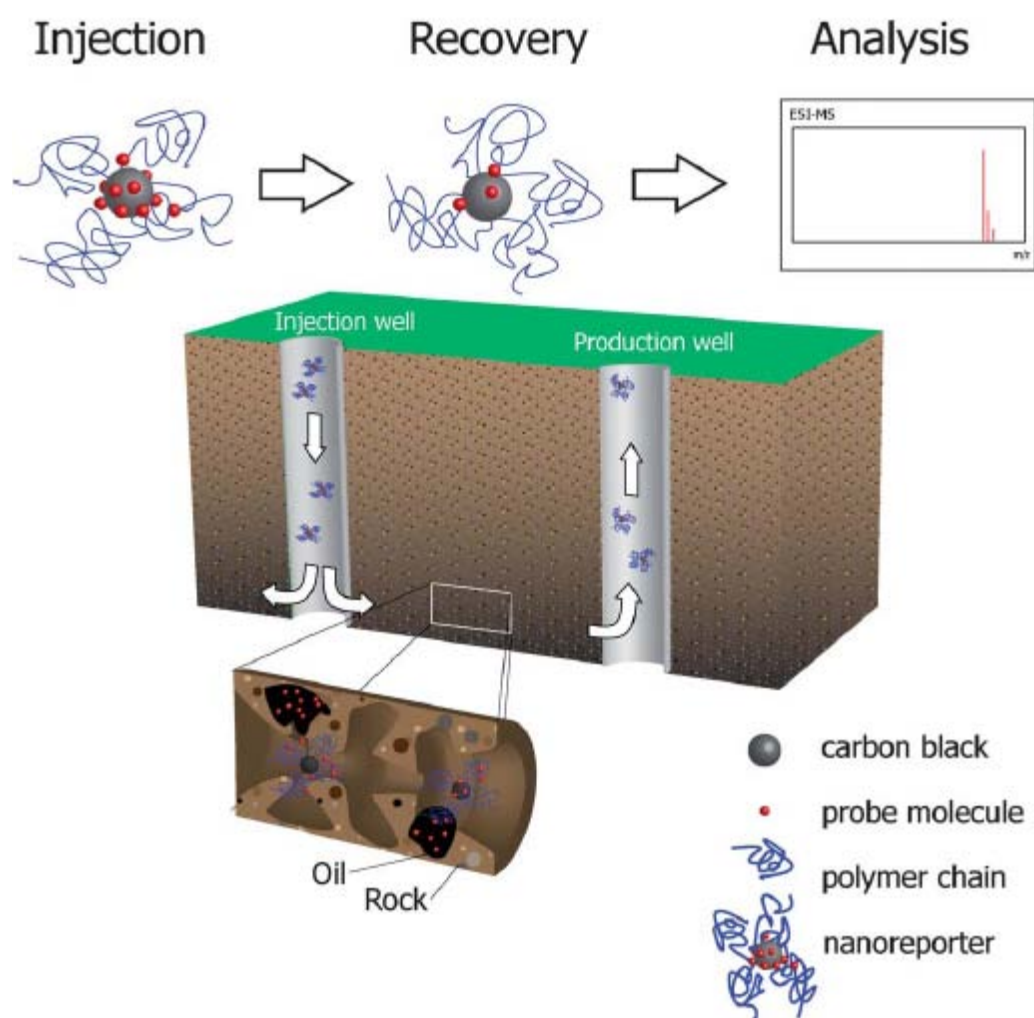 Injection
Recovery
Analysis
ESI-MS
m/z
Injection well
Production well
Oil
Rock
carbon black
probe molecule
polymer chain
nanoreporter